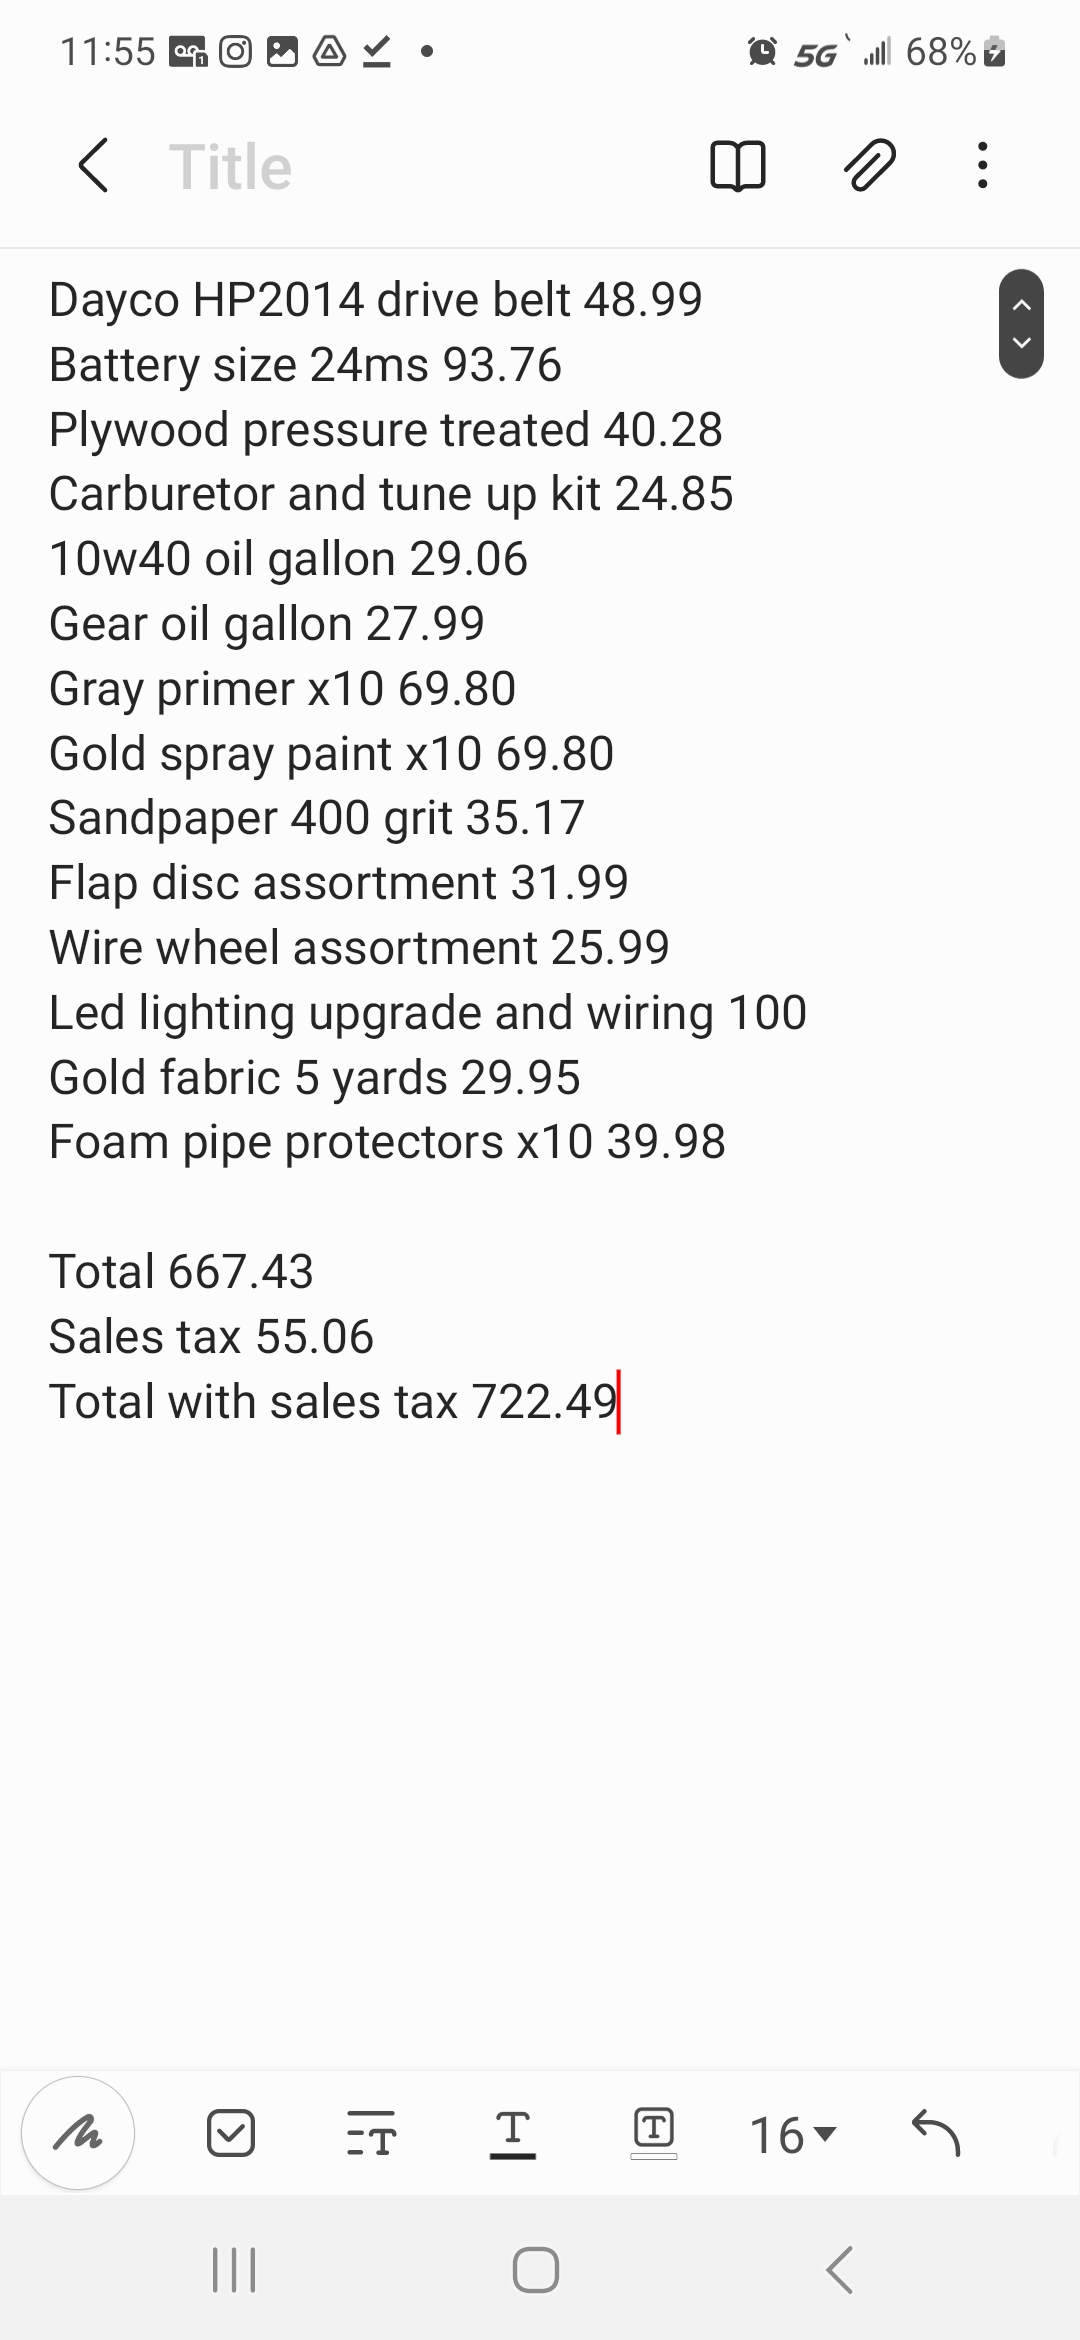 11:55
5G
68%
Title
Dayco HP2014 drive belt 48.99
Battery size 24ms 93.76
Plywood pressure treated 40.28
Carburetor and tune up kit 24.85
10w40 oil gallon 29.06
Gear oil gallon 27.99
Gray primer x10 69.80
Gold spray paint x10 69.80
Sandpaper 400 grit 35.17
Flap disc assortment 31.99
Wire wheel assortment 25.99
Led lighting upgrade and wiring 100
Gold fabric 5 yards 29.95
Foam pipe protectors x10 39.98
Total 667.43
Sales tax 55.06
Total with sales tax 722.49
16